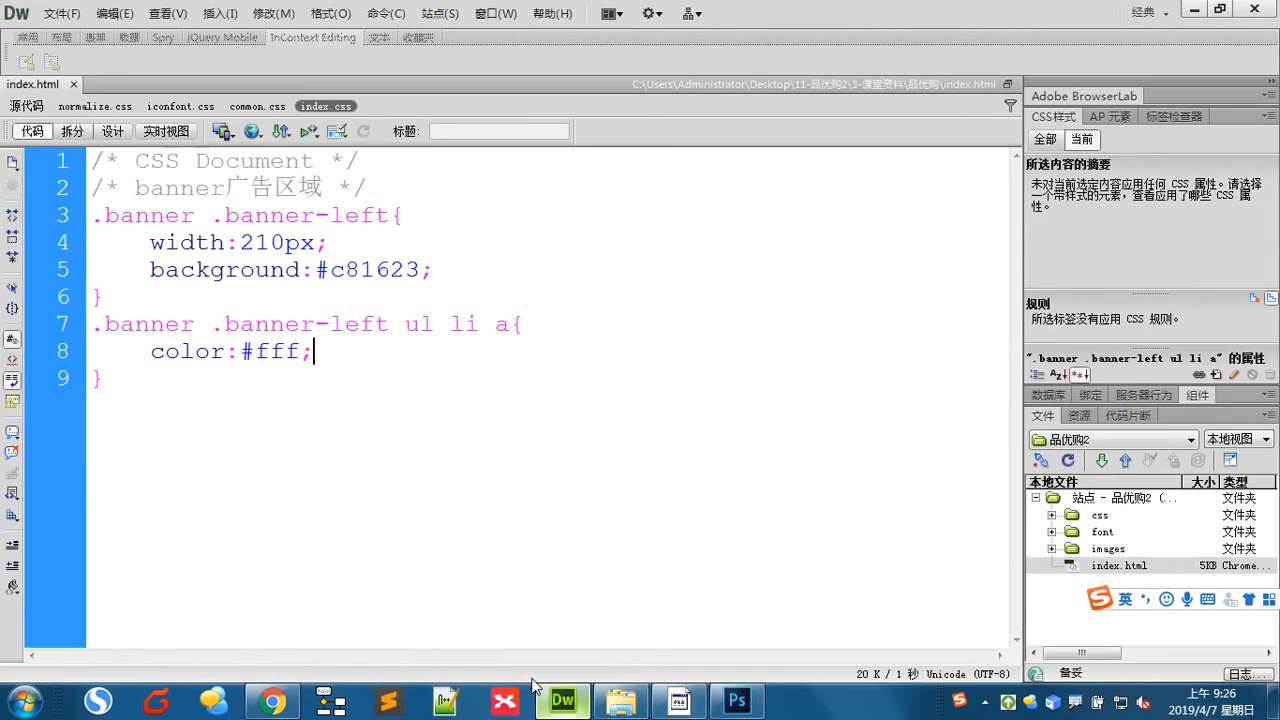 Dw 文件(F) 编辑(E) 查看(V) 插入(I) 修改(M) 格式(O) 命令(C) 站点(S) 窗口(W) 帮助(H) 经典
常用 布局 表单 数据 Spry jQuery Mobile InContext Editing 文本 收藏夹
index.html C:\Users\Administrator\Desktop\11-品优购2\3-课堂资料\品优购\index.html
源代码 normalize.css iconfont.css common.css index.css
代码 拆分 设计 实时视图 标题:
1 /* CSS Document */
2 /* banner广告区域 */
3 .banner .banner-left{
4 width:210px;
5 background:#c81623;
6 }
7 .banner .banner-left ul li a{
8 color:#fff;
9 }
20 K / 1 秒 Unicode (UTF-8)
Adobe BrowserLab
CSS样式 AP 元素 标签检查器
全部 当前
所选内容的摘要
未对当前选定内容应用任何 CSS 属性。请选
一个带样式的元素，查看应用了哪些 CSS 属
性。
规则
所选标签没有应用 CSS 规则。
".banner .banner-left ul li a" 的属性
数据库 绑定 服务器行为 组件
文件 资源 代码片断
品优购2 本地视图
本地文件 大小 类型
站点 - 品优购2 (... 文件夹
css 文件夹
font 文件夹
images 文件夹
index.html 5KB Chrome...
英
备妥 日志...
Dw Ps 上午 9:26
2019/4/7 星期日